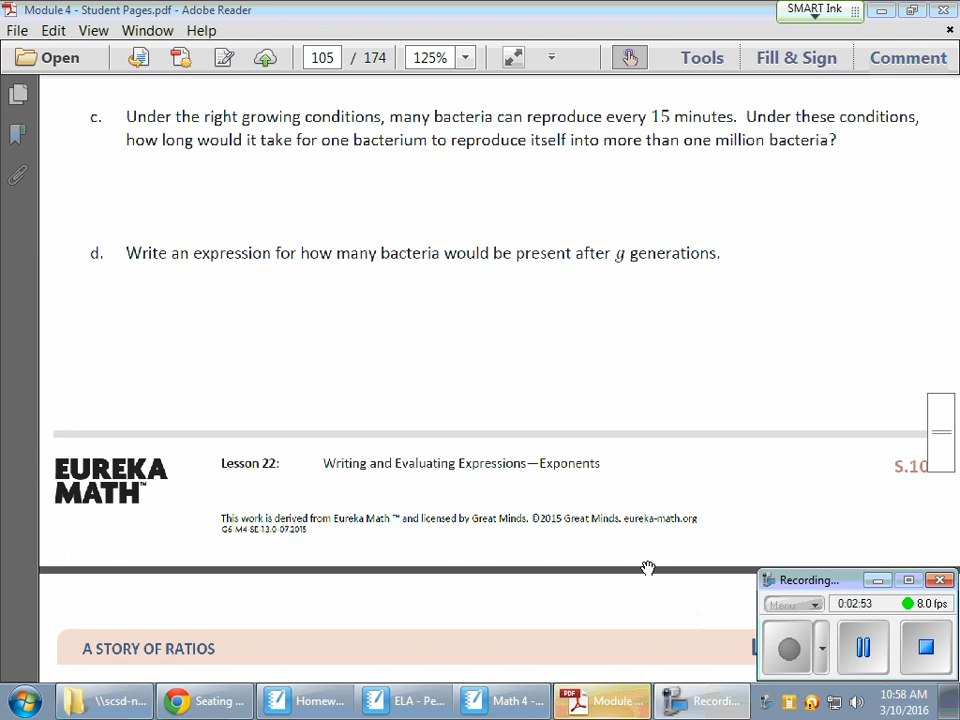 Module 4 - Student Pages.pdf - Adobe Reader
SMART Ink
File Edit View Window Help
Open 105 / 174 125% Tools Fill & Sign Comment
c. Under the right growing conditions, many bacteria can reproduce every 15 minutes. Under these conditions,
how long would it take for one bacterium to reproduce itself into more than one million bacteria?
d. Write an expression for how many bacteria would be present after g generations.
EUREKA
MATH™
Lesson 22: Writing and Evaluating Expressions—Exponents
S.10
This work is derived from Eureka Math ™ and licensed by Great Minds. ©2015 Great Minds. eureka-math.org
G6-M4-SE-1.3.0-07.2015
Recording...
Menu 0:02:53 8.0 fps
A STORY OF RATIOS
\\scsd-n... Seating ... Homew... ELA - Pe... Math 4 -... PDF Module ... Recordi...
10:58 AM
3/10/2016